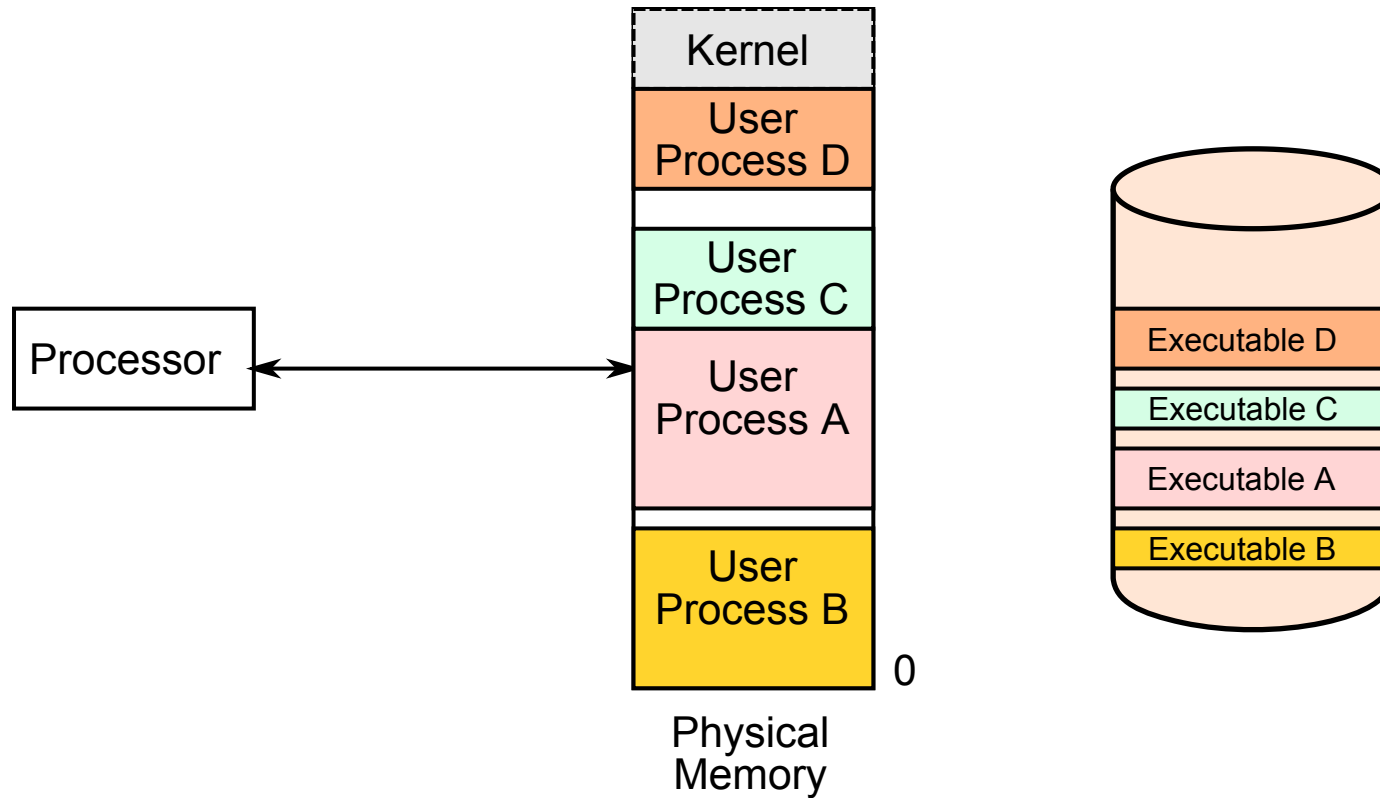 Kernel
User
Process D
User
Process C
Processor
User
Process A
User
Process B
0
Physical
Memory
Executable D
Executable C
Executable A
Executable B